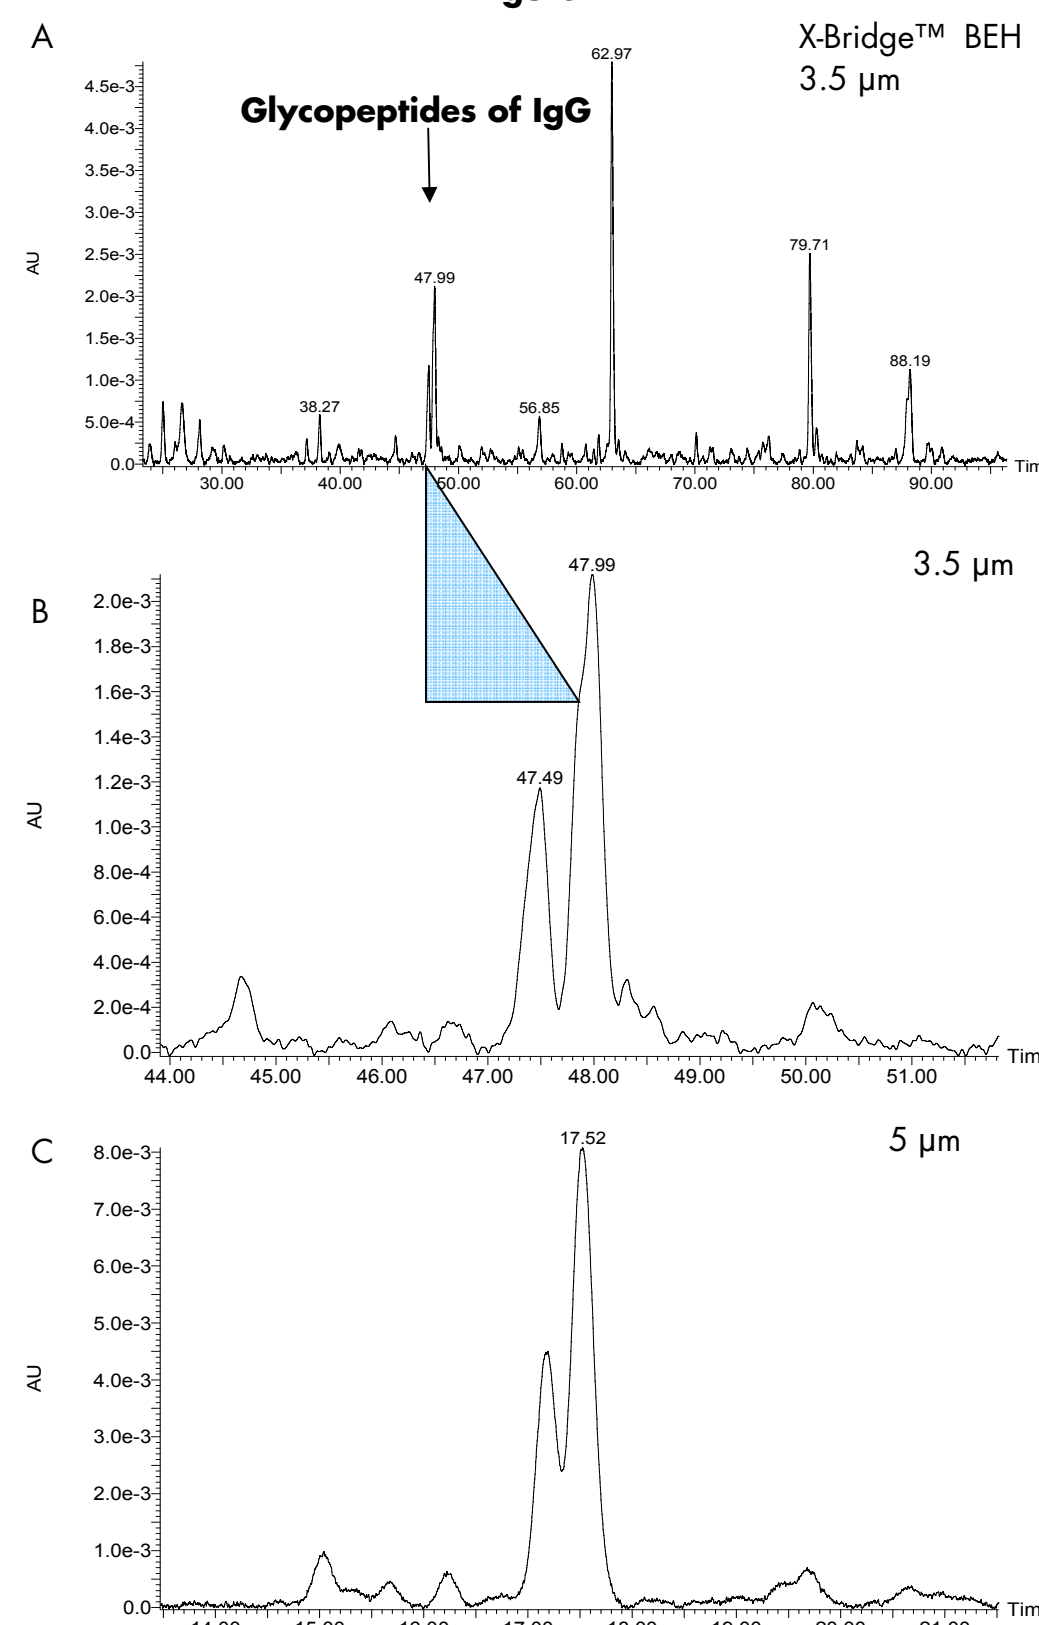 A
X-Bridge™ BEH
3.5 µm
62.97
4.5e-3
Glycopeptides of IgG
4.0e-3
3.5e-3
3.0e-3
AU
2.5e-3
79.71
47.99
2.0e-3
1.5e-3
88.19
1.0e-3
38.27
56.85
5.0e-4
0.0
30.00 40.00 50.00 60.00 70.00 80.00 90.00
3.5 µm
47.99
B
2.0e-3
1.8e-3
1.6e-3
1.4e-3
47.49
1.2e-3
AU
1.0e-3
8.0e-4
6.0e-4
4.0e-4
2.0e-4
0.0
44.00 45.00 46.00 47.00 48.00 49.00 50.00 51.00
C
5 µm
17.52
8.0e-3
7.0e-3
6.0e-3
5.0e-3
AU
4.0e-3
3.0e-3
2.0e-3
1.0e-3
0.0